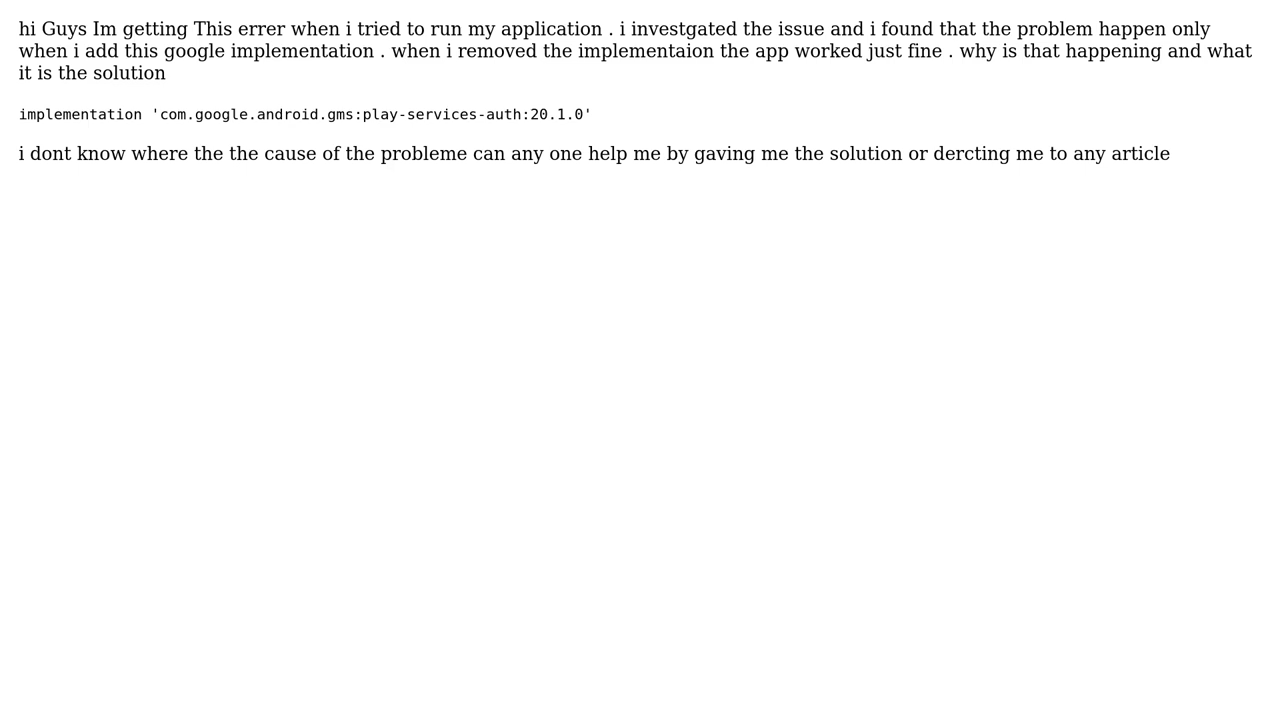 hi Guys Im getting This errer when i tried to run my application . i investgated the issue and i found that the problem happen only
when i add this google implementation . when i removed the implementaion the app worked just fine . why is that happening and what
it is the solution
implementation 'com.google.android.gms:play-services-auth:20.1.0'
i dont know where the the cause of the probleme can any one help me by gaving me the solution or dercting me to any article